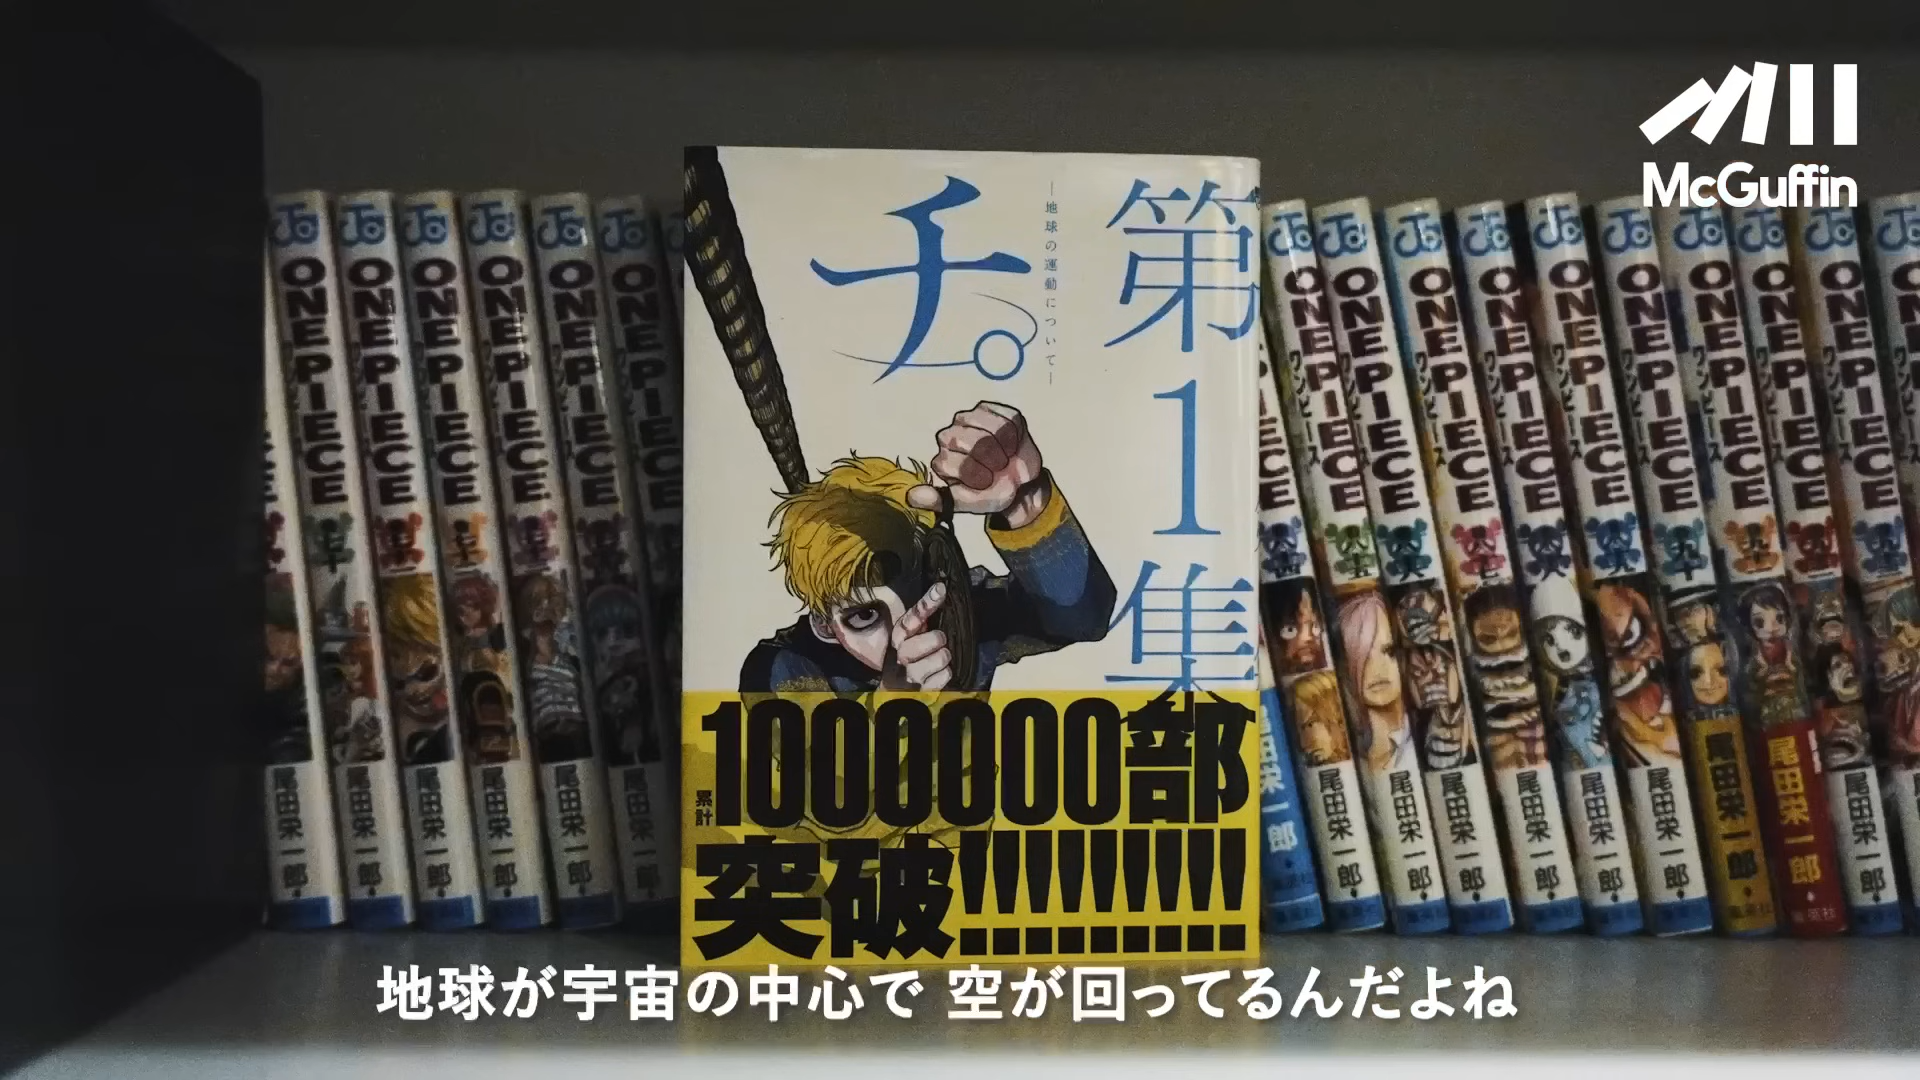 McGuffin
第1集
チ。
―地球の運動について―
累計1000000部
突破!!!!!!!!!
ONE PIECE
ワンピース
尾田栄一郎
集英社
地球が宇宙の中心で 空が回ってるんだよね